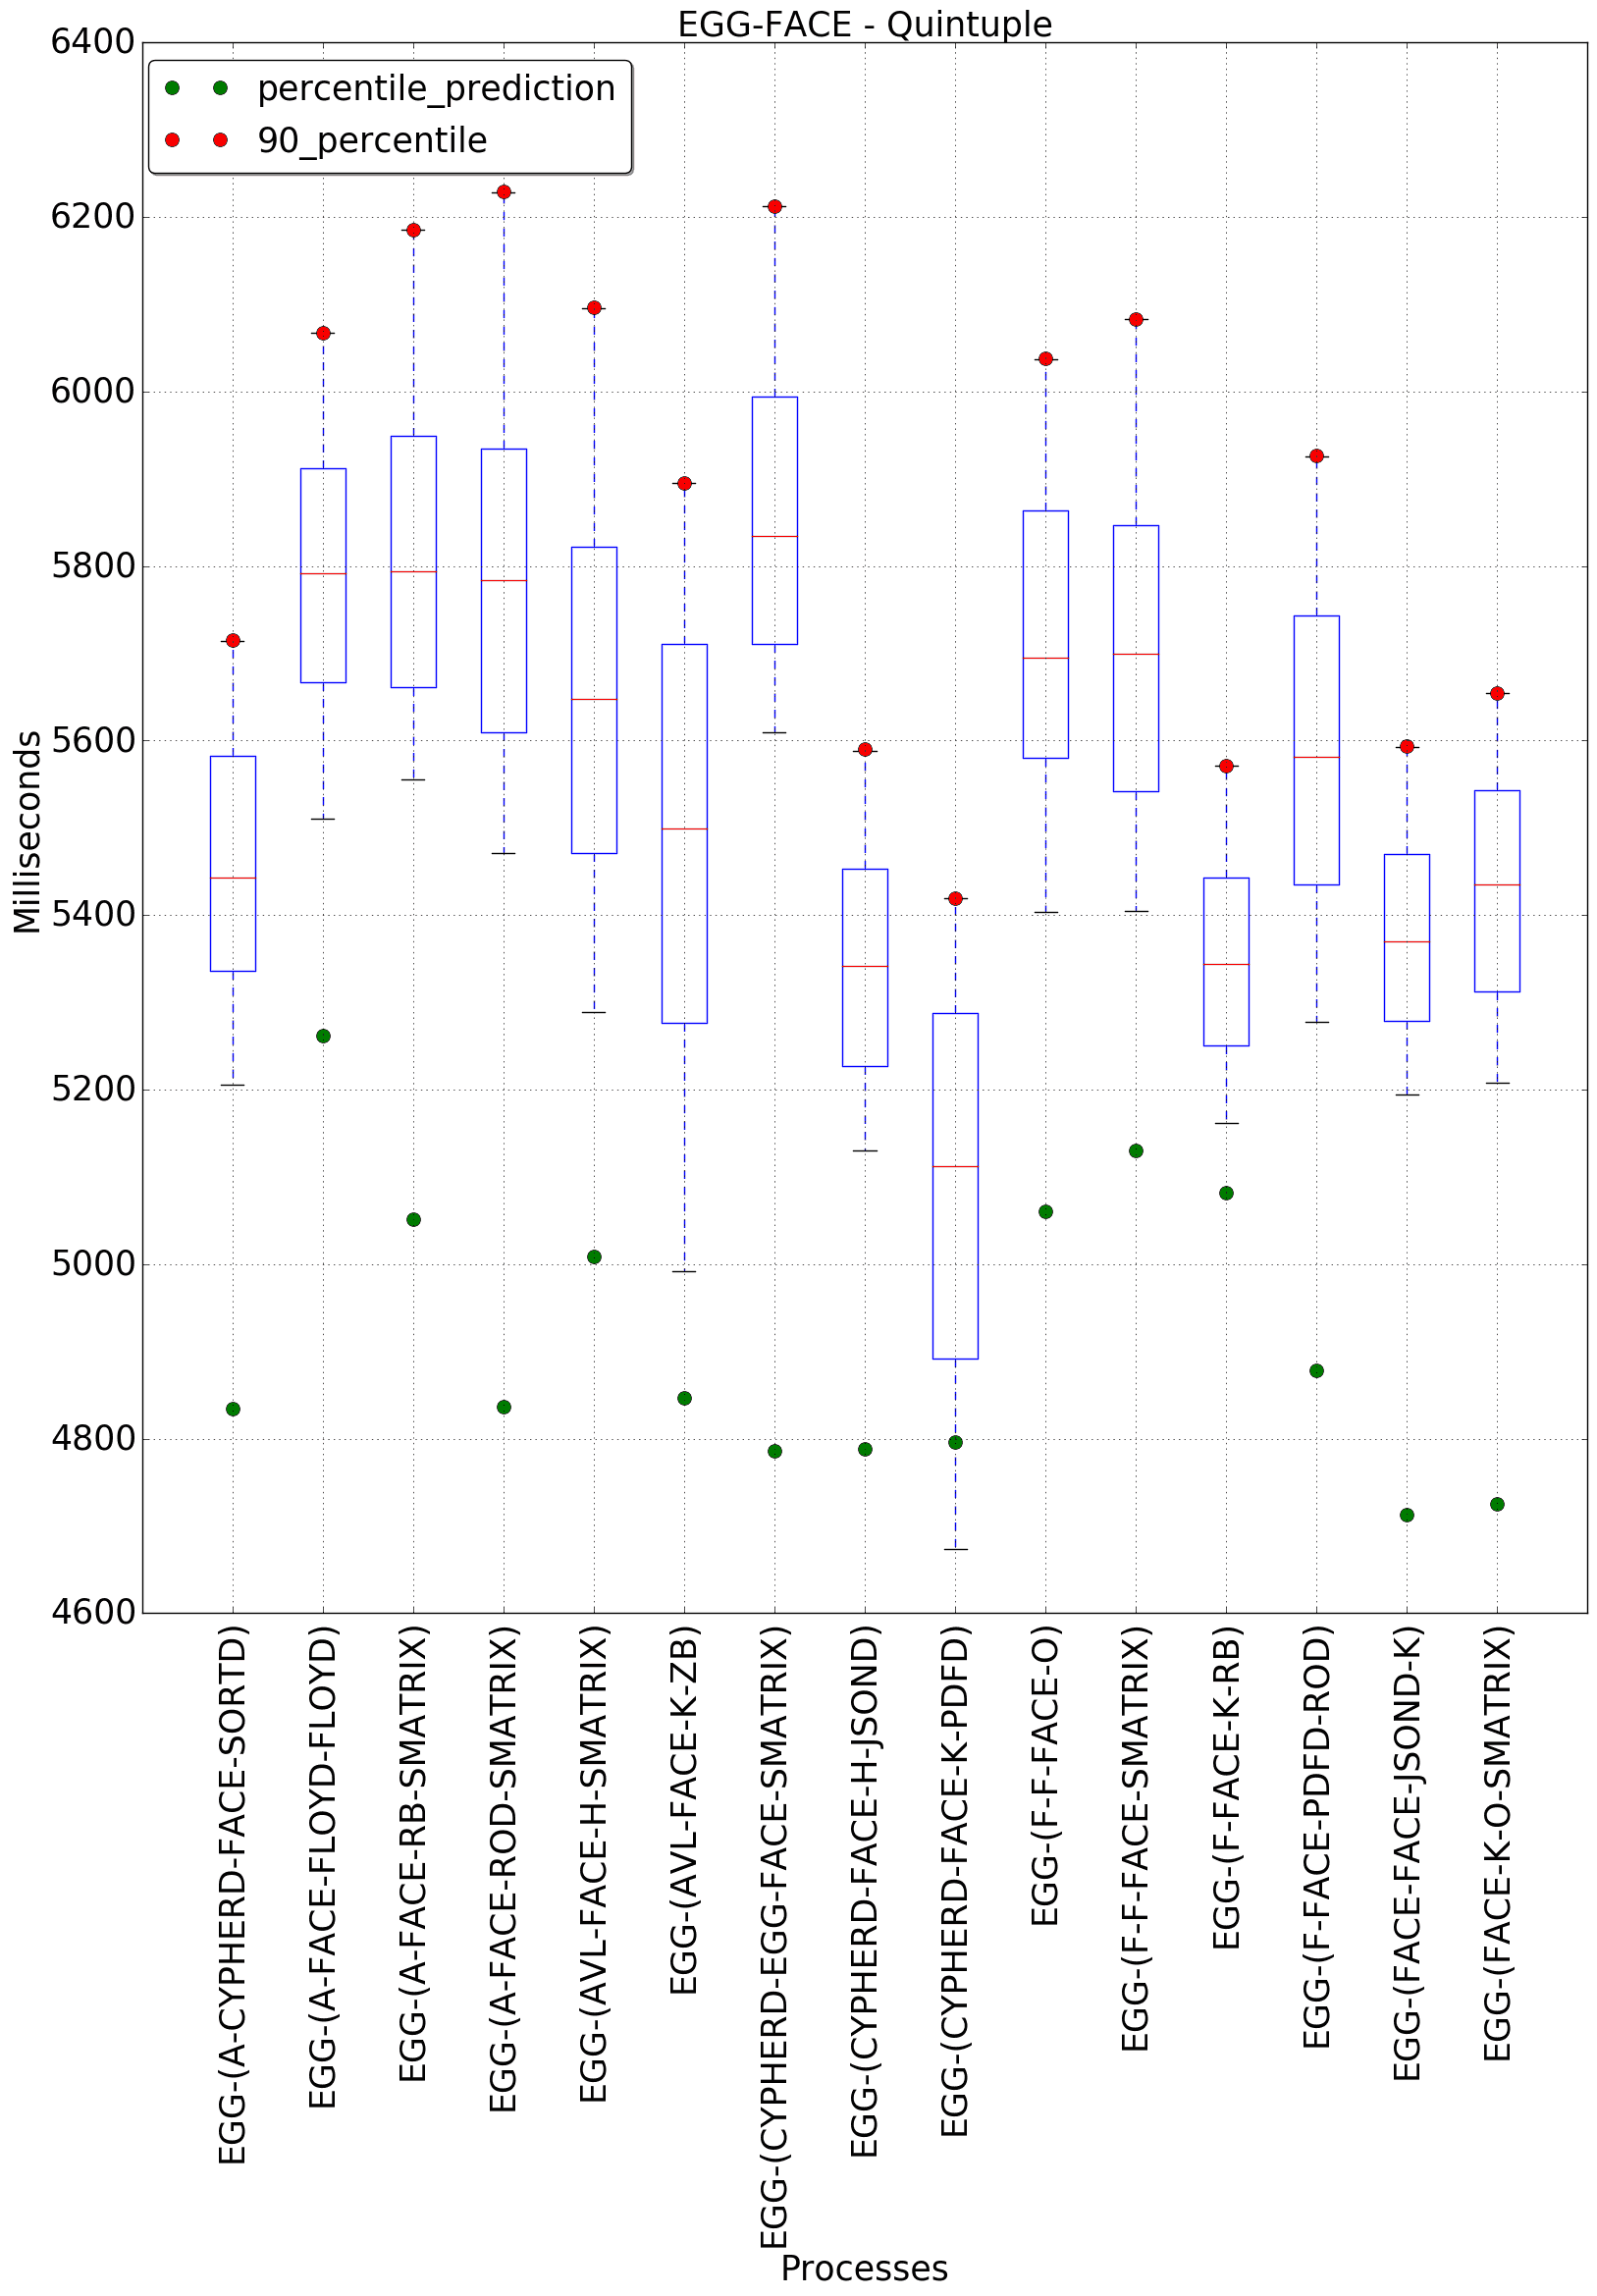 EGG-FACE - Quintuple
percentile_prediction
90_percentile
Milliseconds
6400
6200
6000
5800
5600
5400
5200
5000
4800
4600
EGG-(A-CYPHERD-FACE-SORTD)
EGG-(A-FACE-FLOYD-FLOYD)
EGG-(A-FACE-RB-SMATRIX)
EGG-(A-FACE-ROD-SMATRIX)
EGG-(AVL-FACE-H-SMATRIX)
EGG-(AVL-FACE-K-ZB)
EGG-(CYPHERD-EGG-FACE-SMATRIX)
EGG-(CYPHERD-FACE-H-JSOND)
EGG-(CYPHERD-FACE-K-PDFD)
EGG-(F-F-FACE-O)
EGG-(F-F-FACE-SMATRIX)
EGG-(F-FACE-K-RB)
EGG-(F-FACE-PDFD-ROD)
EGG-(FACE-FACE-JSOND-K)
EGG-(FACE-K-O-SMATRIX)
Processes